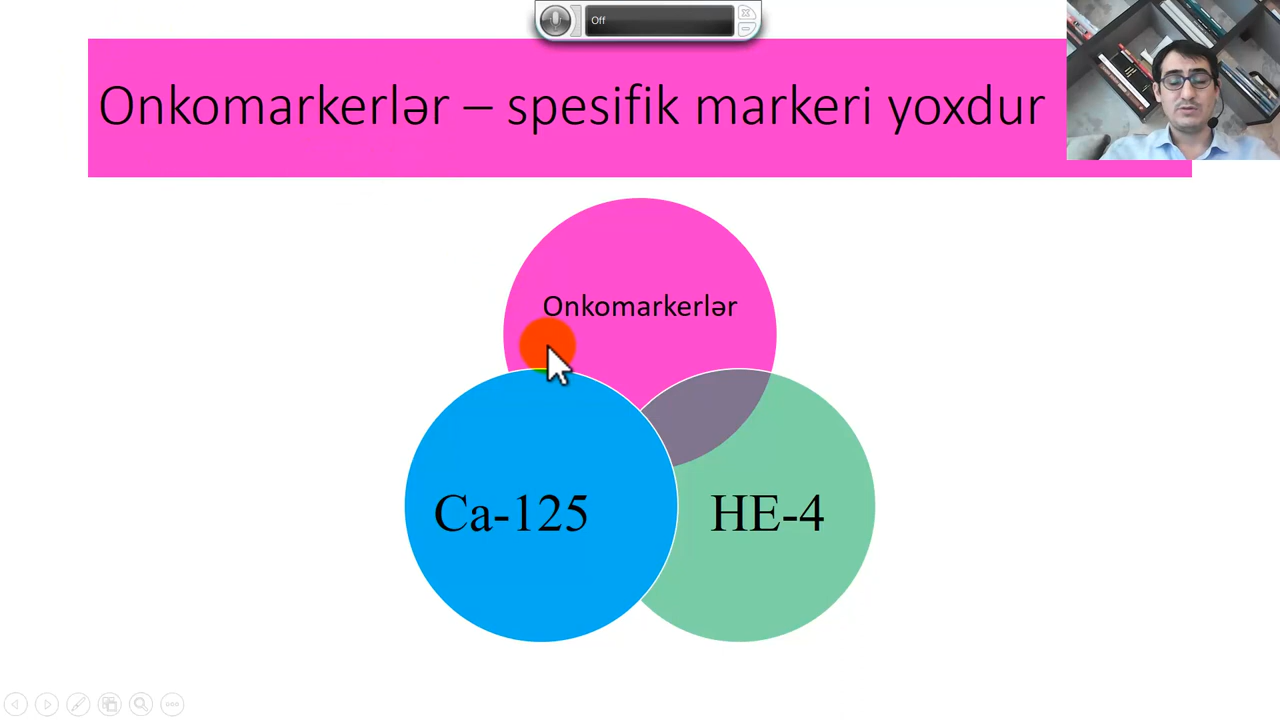 Off
Onkomarkerlər – spesifik markeri yoxdur
Onkomarkerlər
Ca-125
HE-4